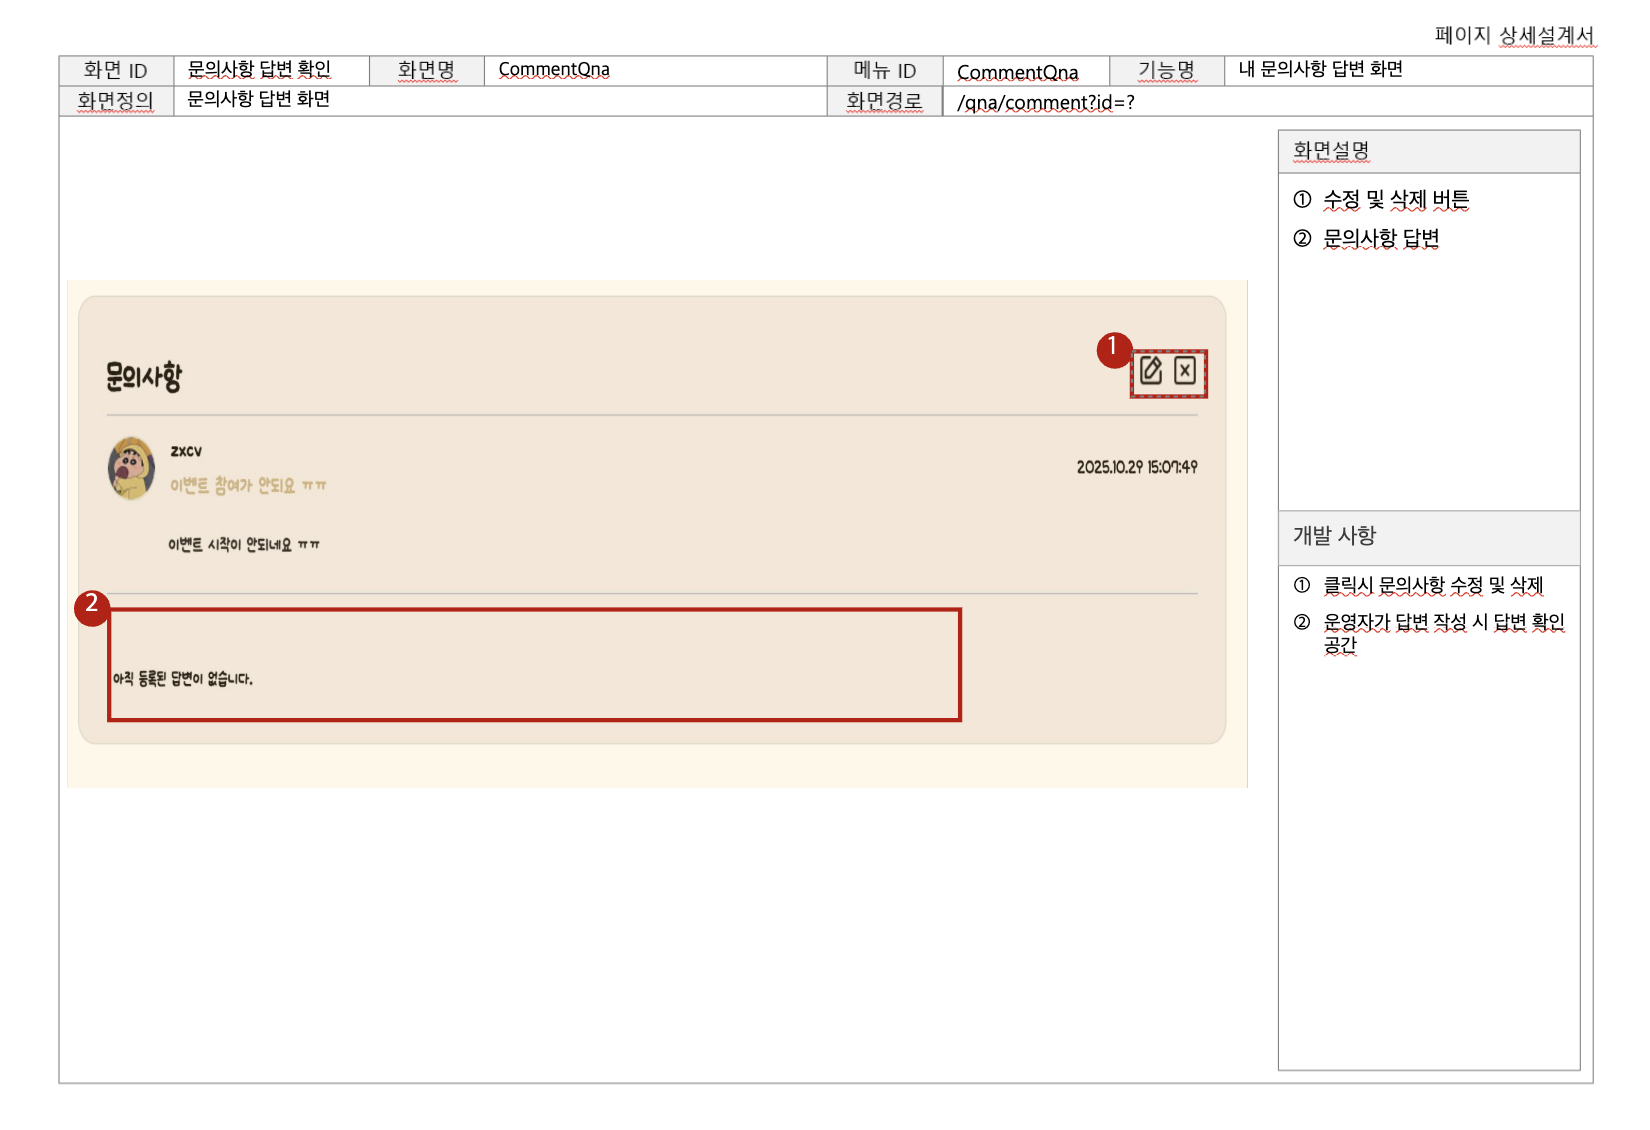 페이지 상세설계서
화면 ID 문의사항 답변 확인 화면명 CommentQna 메뉴 ID CommentQna 기능명 내 문의사항 답변 화면
화면정의 문의사항 답변 화면 화면경로 /qna/comment?id=?
화면설명
① 수정 및 삭제 버튼
② 문의사항 답변
1
문의사항
zxcv
2025.10.29 15:07:49
이벤트 참여가 안되요 ㅠㅠ
이벤트 시작이 안되네요 ㅠㅠ
2
아직 등록된 답변이 없습니다.
개발 사항
① 클릭시 문의사항 수정 및 삭제
② 운영자가 답변 작성 시 답변 확인
공간